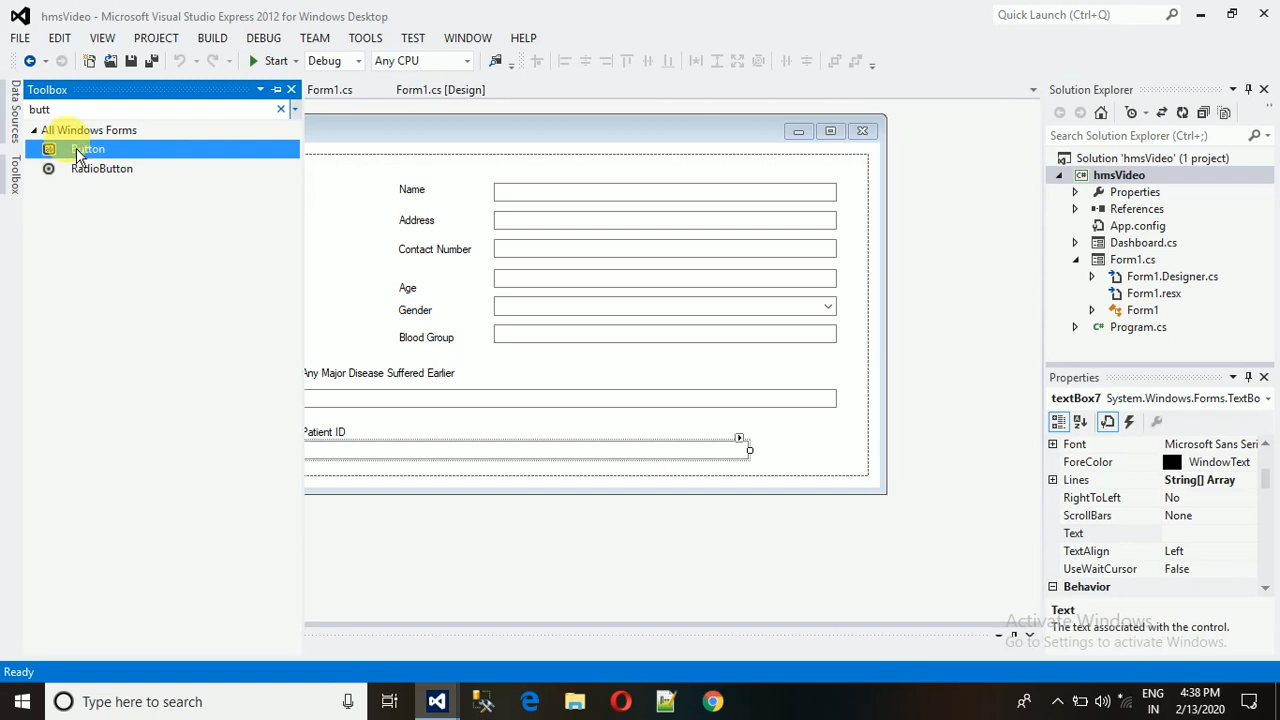 hmsVideo - Microsoft Visual Studio Express 2012 for Windows Desktop
Quick Launch (Ctrl+Q)
FILE EDIT VIEW PROJECT BUILD DEBUG TEAM TOOLS TEST WINDOW HELP
Start Debug Any CPU
Data Sources
Toolbox
Toolbox
butt
All Windows Forms
Button
RadioButton
Form1.cs Form1.cs [Design]
Name
Address
Contact Number
Age
Gender
Blood Group
Any Major Disease Suffered Earlier
Patient ID
Solution Explorer
Search Solution Explorer (Ctrl+;)
Solution 'hmsVideo' (1 project)
hmsVideo
Properties
References
App.config
Dashboard.cs
Form1.cs
Form1.Designer.cs
Form1.resx
Form1
Program.cs
Properties
textBox7 System.Windows.Forms.TextBo
Font Microsoft Sans Seri
ForeColor WindowText
Lines String[] Array
RightToLeft No
ScrollBars None
Text
TextAlign Left
UseWaitCursor False
Behavior
Text
The text associated with the control.
Activate Windows
Go to Settings to activate Windows.
Ready
Type here to search
ENG
IN
4:38 PM
2/13/2020